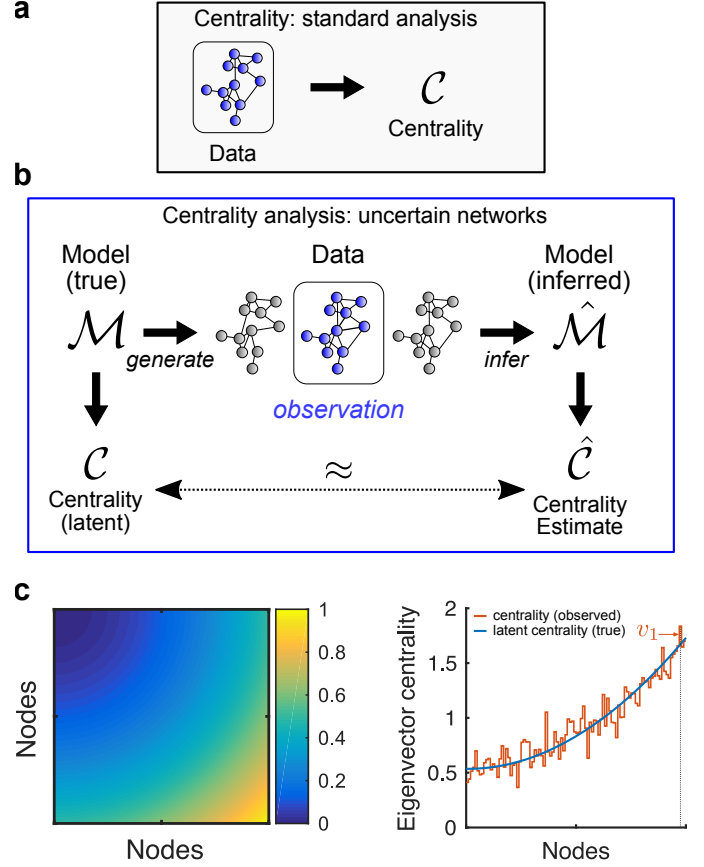 a
Centrality: standard analysis
Data
𝒞
Centrality
b
Centrality analysis: uncertain networks
Model
(true)
Data
Model
(inferred)
ℳ
generate
infer
ℳ̂
observation
𝒞
≈
𝒞̂
Centrality
(latent)
Centrality
Estimate
c
Nodes
Nodes
1
0.8
0.6
0.4
0.2
0
Eigenvector centrality
2
1.5
1
0.5
0
centrality (observed)
latent centrality (true)
v₁
Nodes